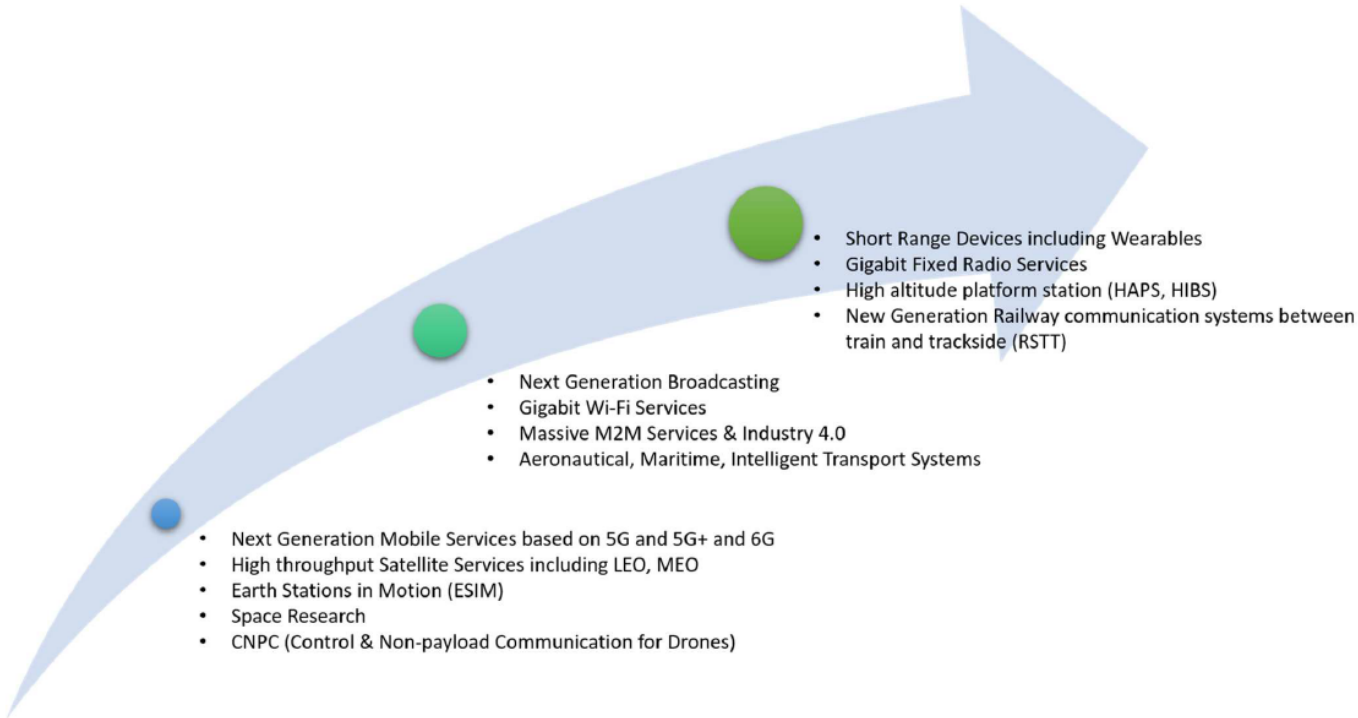 • Short Range Devices including Wearables
• Gigabit Fixed Radio Services
• High altitude platform station (HAPS, HIBS)
• New Generation Railway communication systems between
train and trackside (RSTT)
• Next Generation Broadcasting
• Gigabit Wi-Fi Services
• Massive M2M Services & Industry 4.0
• Aeronautical, Maritime, Intelligent Transport Systems
• Next Generation Mobile Services based on 5G and 5G+ and 6G
• High throughput Satellite Services including LEO, MEO
• Earth Stations in Motion (ESIM)
• Space Research
• CNPC (Control & Non-payload Communication for Drones)